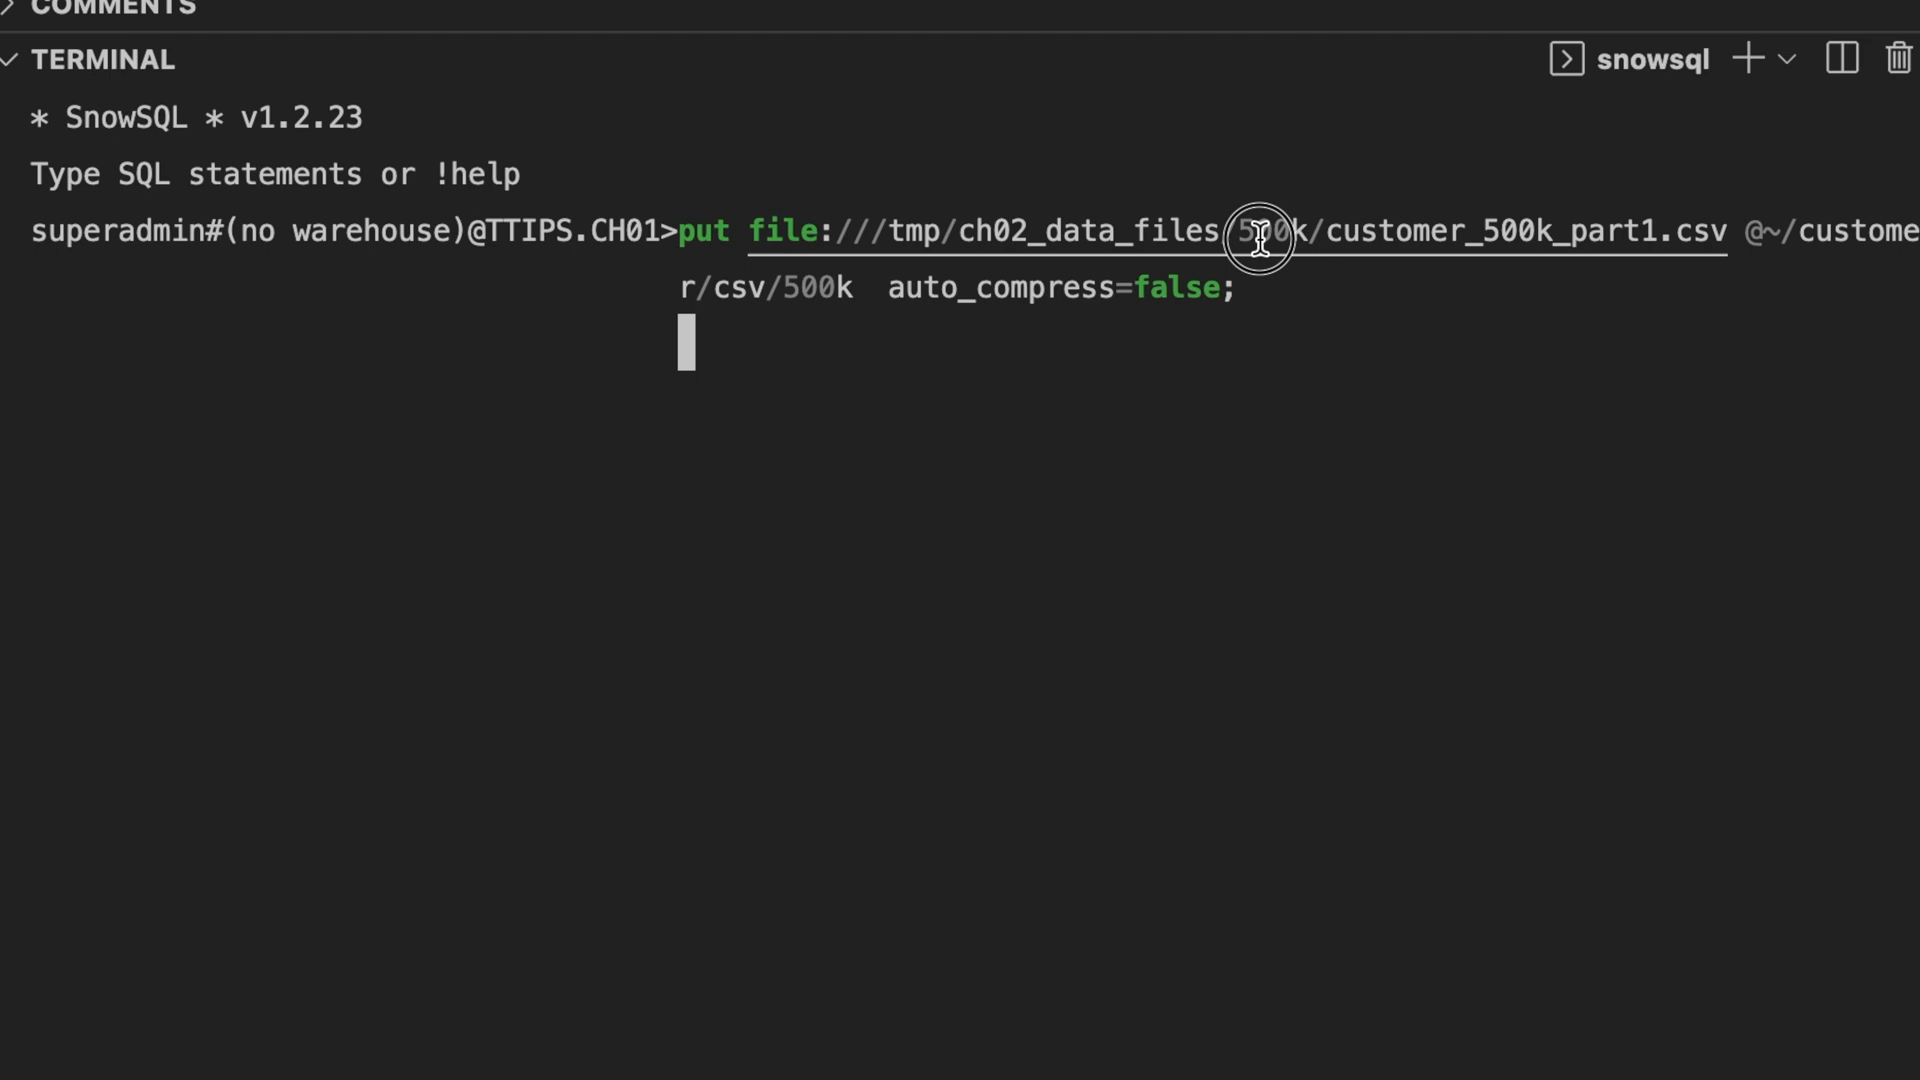 COMMENTS
TERMINAL
snowsql
* SnowSQL * v1.2.23
Type SQL statements or !help
superadmin#(no warehouse)@TTIPS.CH01>put file:///tmp/ch02_data_files/500k/customer_500k_part1.csv @~/custome
r/csv/500k  auto_compress=false;